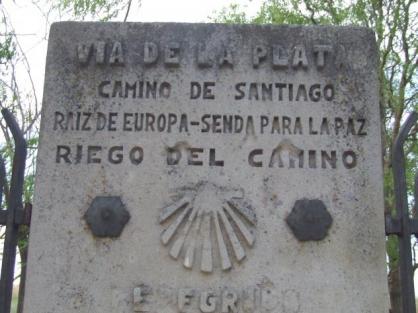 VIA DE LA PLATA
CAMINO DE SANTIAGO
RAIZ DE EUROPA-SENDA PARA LA PAZ
RIEGO DEL CAMINO